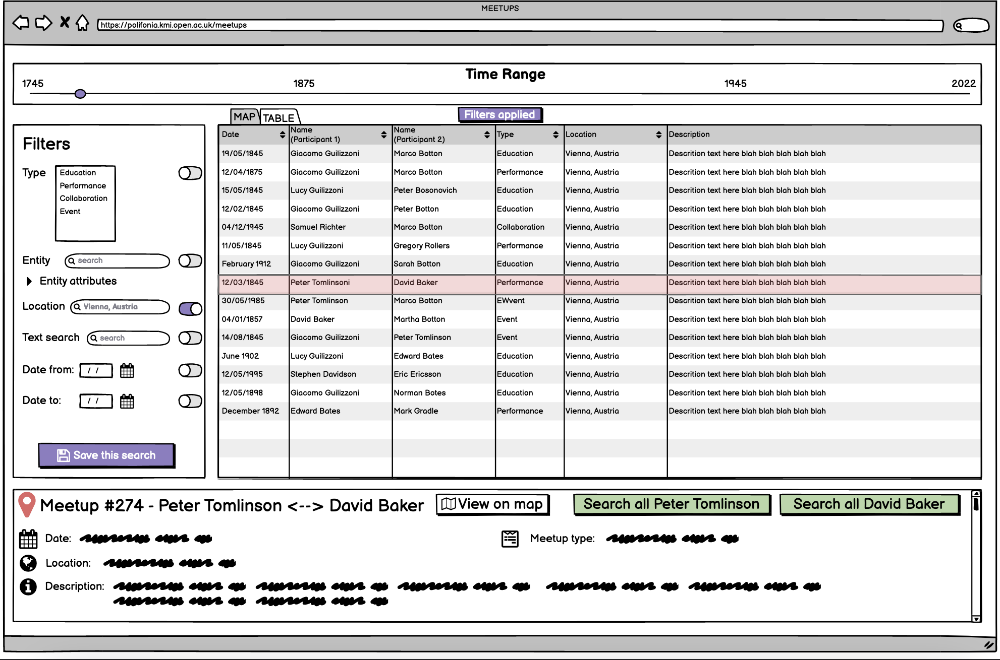 MEETUPS
https://polifonia.kmi.open.ac.uk/meetups
Time Range
1745 1875 1945 2022
MAP TABLE Filters applied
Filters
Type
Education
Performance
Collaboration
Event
Entity search
Entity attributes
Location Vienna, Austria
Text search search
Date from: / /
Date to: / /
Save this search
Date Name (Participant 1) Name (Participant 2) Type Location Description
19/05/1845 Giacomo Guilizzoni Marco Botton Education Vienna, Austria Descrition text here blah blah blah blah blah
12/04/1875 Giacomo Guilizzoni Marco Botton Performance Vienna, Austria Descrition text here blah blah blah blah blah
15/05/1845 Lucy Guilizzoni Peter Bosonovich Education Vienna, Austria Descrition text here blah blah blah blah blah
12/02/1845 Giacomo Guilizzoni Peter Botton Education Vienna, Austria Descrition text here blah blah blah blah blah
04/12/1945 Samuel Richter Marco Botton Collaboration Vienna, Austria Descrition text here blah blah blah blah blah
11/05/1845 Lucy Guilizzoni Gregory Rollers Performance Vienna, Austria Descrition text here blah blah blah blah blah
February 1912 Giacomo Guilizzoni Sarah Botton Education Vienna, Austria Descrition text here blah blah blah blah blah
12/03/1845 Peter Tomlinsoni David Baker Performance Vienna, Austria Descrition text here blah blah blah blah blah
30/05/1985 Peter Tomlinson Marco Botton EWvent Vienna, Austria Descrition text here blah blah blah blah blah
04/01/1857 David Baker Martha Botton Event Vienna, Austria Descrition text here blah blah blah blah blah
14/08/1845 Giacomo Guilizzoni Peter Tomlinson Event Vienna, Austria Descrition text here blah blah blah blah blah
June 1902 Lucy Guilizzoni Edward Bates Education Vienna, Austria Descrition text here blah blah blah blah blah
12/05/1995 Stephen Davidson Eric Ericsson Education Vienna, Austria Descrition text here blah blah blah blah blah
12/05/1898 Giacomo Guilizzoni Norman Botes Education Vienna, Austria Descrition text here blah blah blah blah blah
December 1892 Edward Bates Mark Gradle Performance Vienna, Austria Descrition text here blah blah blah blah blah
Meetup #274 - Peter Tomlinson <--> David Baker View on map Search all Peter Tomlinson Search all David Baker
Date: Meetup type:
Location:
Description: